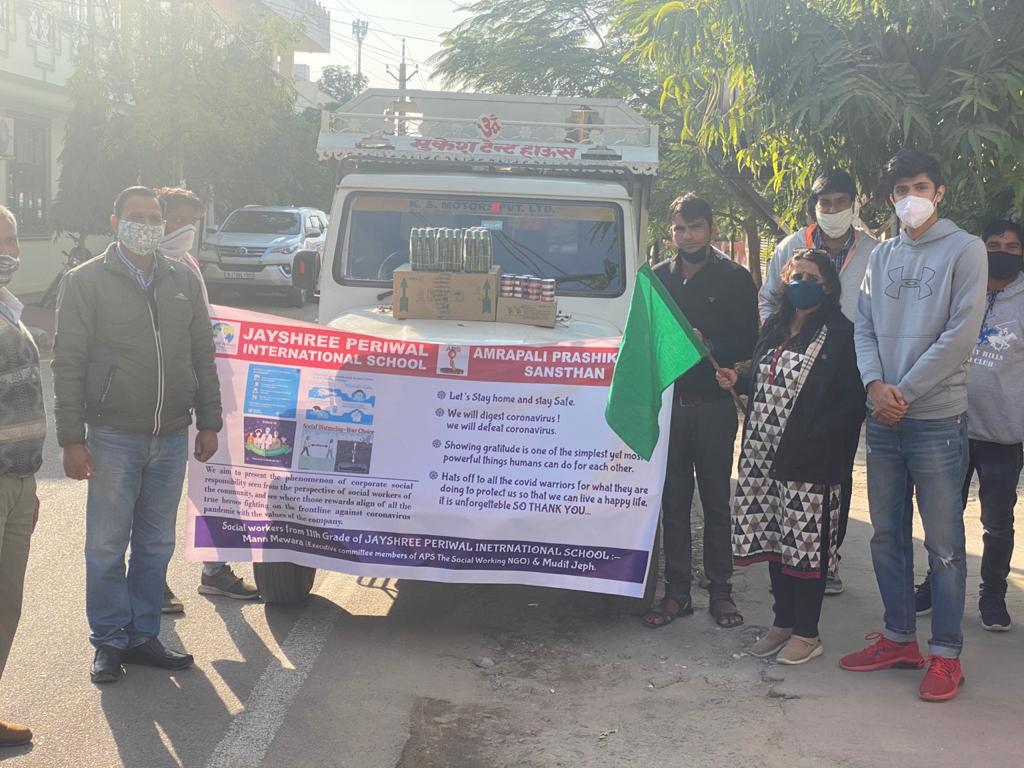 ॐ
मुकेश टैन्ट हाऊस
K. S. MOTORS PVT. LTD.
JAYSHREE PERIWAL
INTERNATIONAL SCHOOL
AMRAPALI PRASHIK
SANSTHAN
Let 's Stay home and stay Safe.
We will digest coronavirus !
we will defeat coronavirus.
Showing gratitude is one of the simplest yet most
powerful things humans can do for each other.
Hats off to all the covid warriors for what they are
doing to protect us so that we can live a happy life,
it is unforgetteble SO THANK YOU...
Social Distancing-Your Choice
We aim to present the phenomenon of corporate social
responsibility seen from the perspective of social workers of
the community, and see where those rewards align of all the
true heroes fighting on the frontline against coronavirus
pandemic with the values of the company.
Social workers from 11th Grade of JAYSHREE PERIWAL INETRNATIONAL SCHOOL :-
Mann Mewara (Executive committee members of APS The Social Working NGO) & Mudit Jeph.
UNDER ARMOUR
HILLS